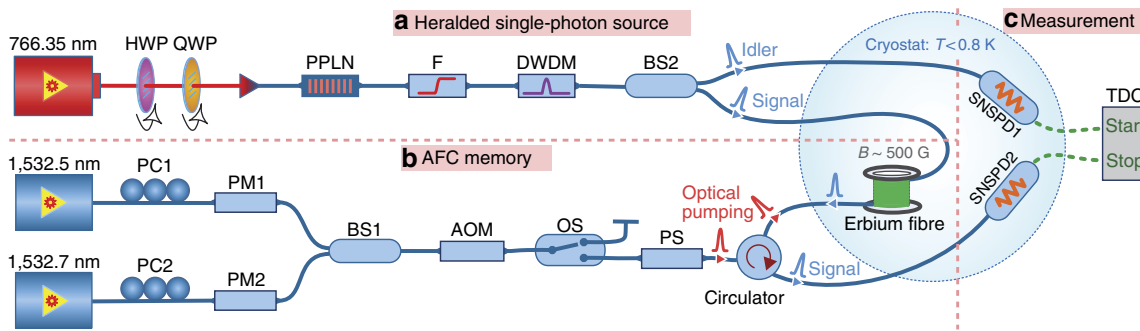 a Heralded single-photon source
766.35 nm
HWP
QWP
PPLN
F
DWDM
BS2
Idler
Signal
Cryostat: T<0.8 K
c Measurement
SNSPD1
TDC
Start
Stop
SNSPD2
b AFC memory
1,532.5 nm
PC1
PM1
1,532.7 nm
PC2
PM2
BS1
AOM
OS
PS
Optical
pumping
Circulator
Signal
B ~ 500 G
Erbium fibre